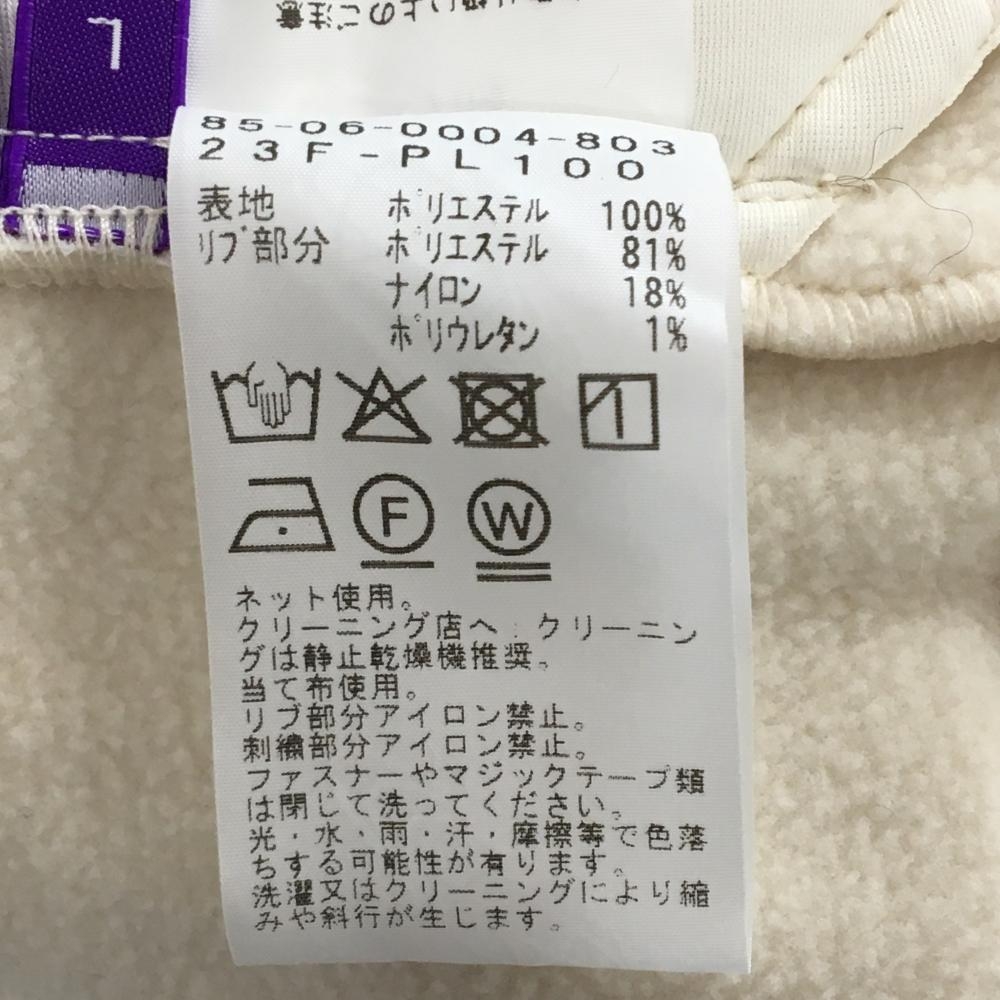 L
85-06-0004-803
23F-PL100
表地 ポリエステル 100%
リブ部分 ポリエステル 81%
ナイロン 18%
ポリウレタン 1%
F W
ネット使用。
クリーニング店へ:クリーニン
グは静止乾燥機推奨。
当て布使用。
リブ部分アイロン禁止。
刺繍部分アイロン禁止。
ファスナーやマジックテープ類
は閉じて洗ってください。
光・水・雨・汗・摩擦等で色落
ちする可能性が有ります。
洗濯又はクリーニングにより縮
みや斜行が生じます。